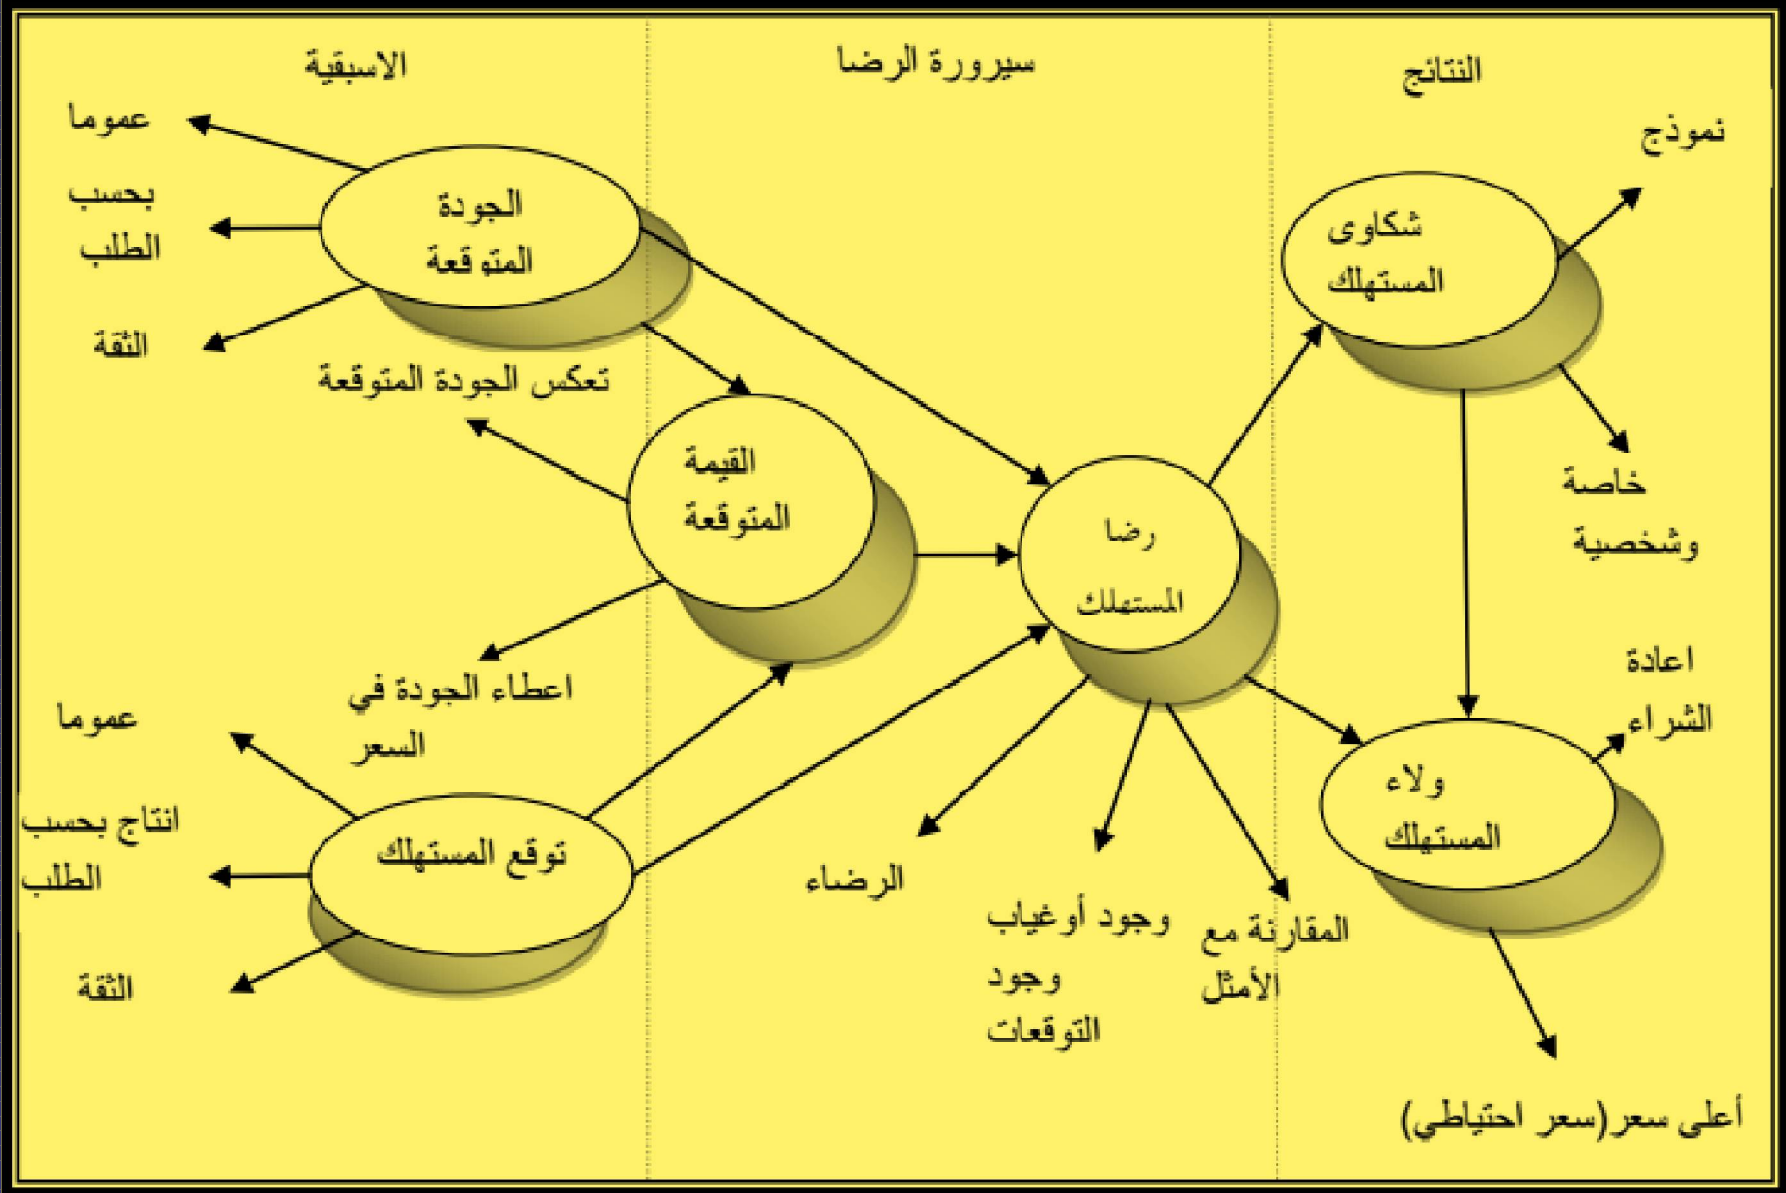 الاسبقية
سيرورة الرضا
النتائج
عموما
بحسب
الطلب
الثقة
الجودة
المتوقعة
تعكس الجودة المتوقعة
القيمة
المتوقعة
اعطاء الجودة في
السعر
عموما
انتاج بحسب
الطلب
الثقة
توقع المستهلك
رضا
المستهلك
الرضاء
وجود أوغياب
وجود
التوقعات
المقارنة مع
الأمثل
شكاوى
المستهلك
نموذج
خاصة
وشخصية
ولاء
المستهلك
اعادة
الشراء
أعلى سعر(سعر احتياطي)